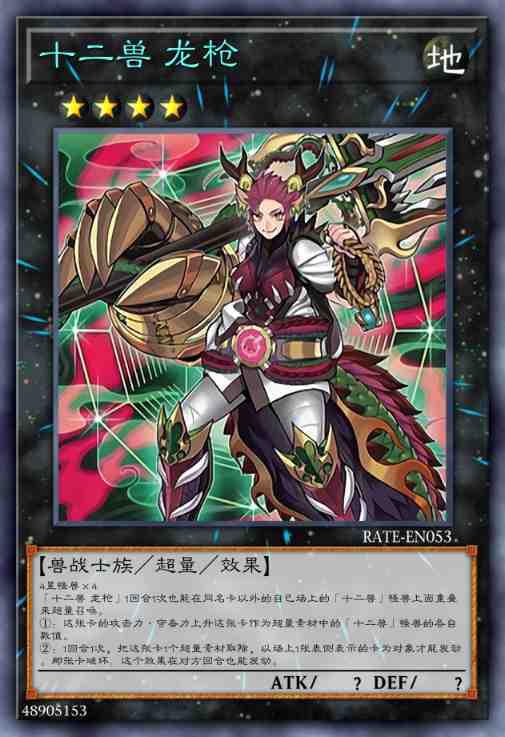 十二兽 龙枪
地
RATE-EN053
【兽战士族／超量／效果】
4星怪兽×4
「十二兽 龙枪」1回合1次也能在同名卡以外的自己场上的「十二兽」怪兽上面重叠
来超量召唤。
①：这张卡的攻击力·守备力上升这张卡作为超量素材中的「十二兽」怪兽的各自
数值。
②：1回合1次，把这张卡1个超量素材取除，以场上1张表侧表示的卡为对象才能发动
。那张卡破坏。这个效果在对方回合也能发动。
ATK/ ? DEF/ ?
48905153